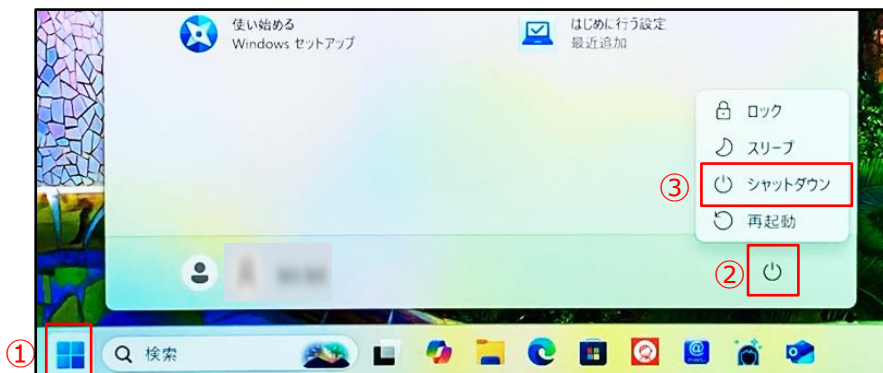 使い始める
Windows セットアップ
はじめに行う設定
最近追加
ロック
スリープ
③ シャットダウン
再起動
②
①
検索